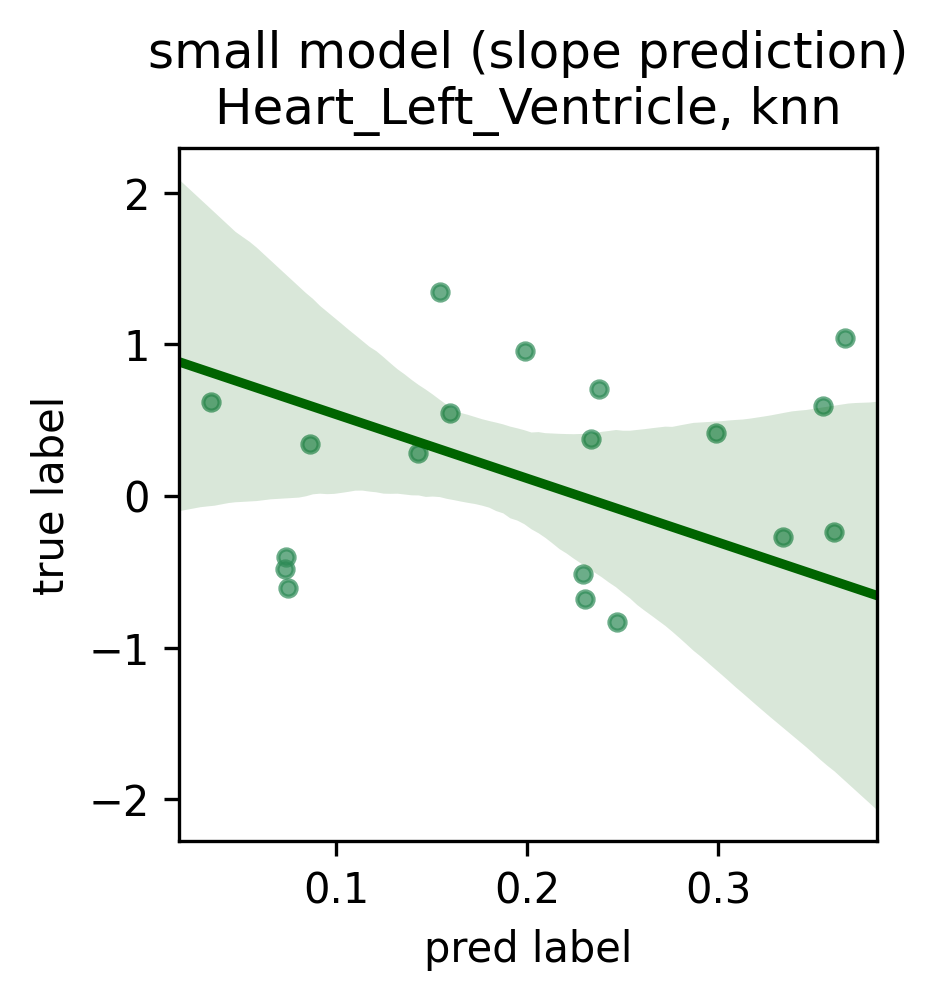 small model (slope prediction)
Heart_Left_Ventricle, knn
2
1
0
−1
−2
true label
0.1 0.2 0.3
pred label